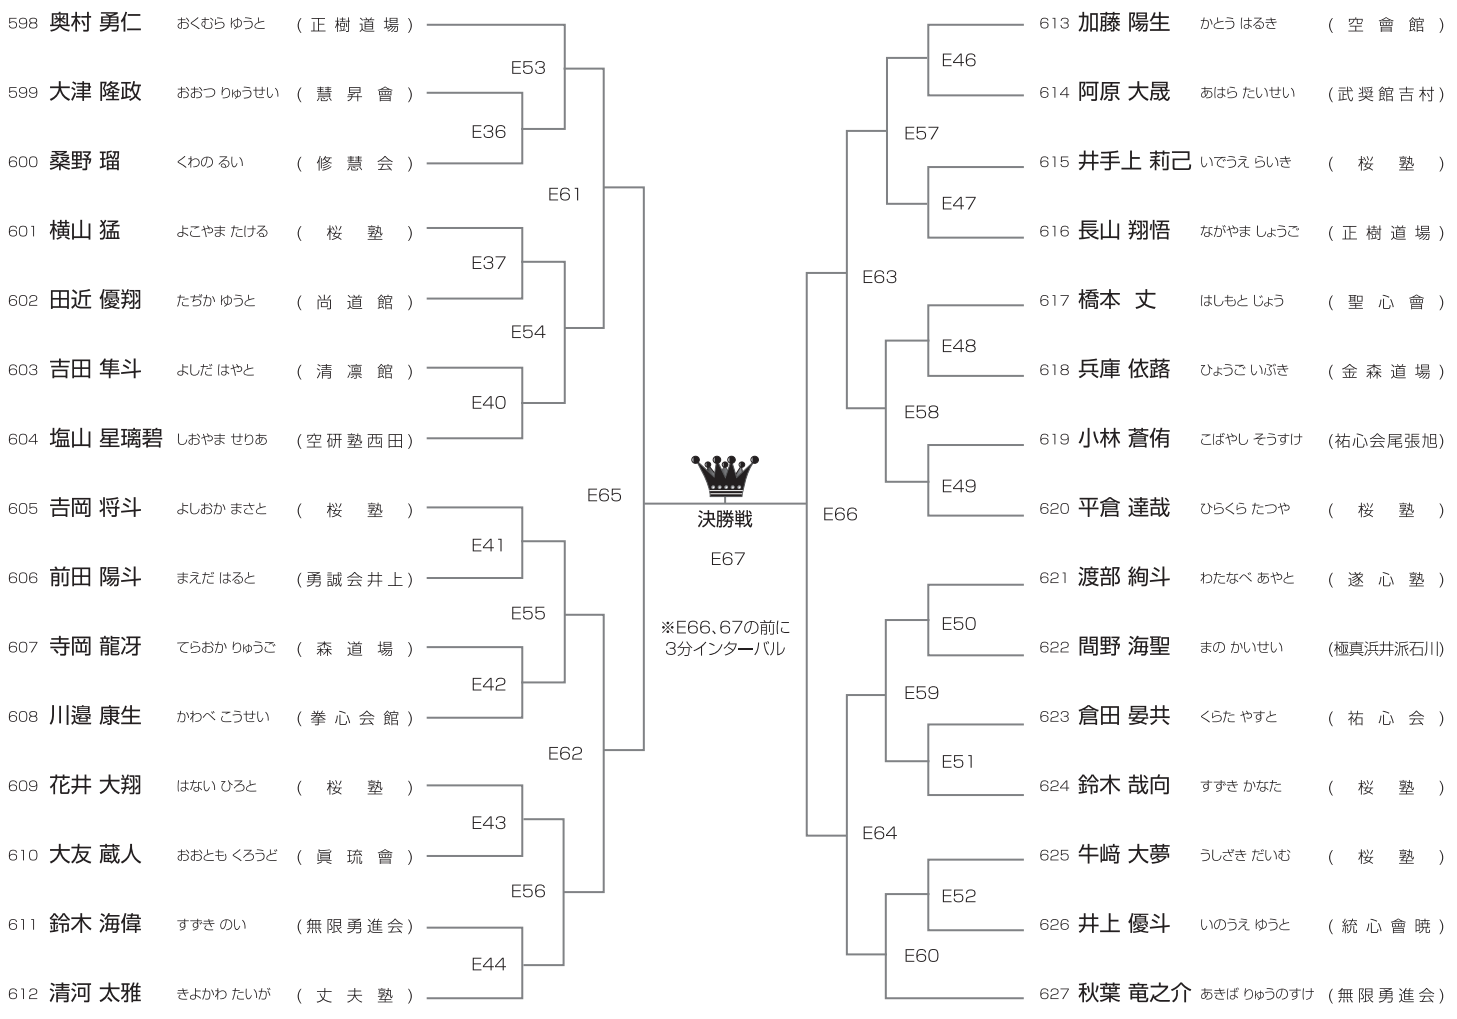 598 奥村 勇仁 おくむら ゆうと (正樹道場)
E53
599 大津 隆政 おおつ りゅうせい (慧昇會)
E36
600 桑野 瑠 くわの るい (修慧会)
E61
601 横山 猛 よこやま たける (桜塾)
E37
602 田近 優翔 たぢか ゆうと (尚道館)
E54
603 吉田 隼斗 よしだ はやと (清凛館)
E40
604 塩山 星璃碧 しおやま せりあ (空研塾西田)
E65
605 吉岡 将斗 よしおか まさと (桜塾)
E41
606 前田 陽斗 まえだ はると (勇誠会井上)
E55
607 寺岡 龍冴 てらおか りゅうご (森道場)
E42
608 川邉 康生 かわべ こうせい (拳心会館)
E62
609 花井 大翔 はない ひろと (桜塾)
E43
610 大友 蔵人 おおとも くろうど (眞琉會)
E56
611 鈴木 海偉 すずき のい (無限勇進会)
E44
612 清河 太雅 きよかわ たいが (丈夫塾)
決勝戦
E67
※E66、67の前に
3分インターバル
613 加藤 陽生 かとう はるき (空會館)
E46
614 阿原 大晟 あはら たいせい (武奨館吉村)
E57
615 井手上 莉己 いでうえ らいき (桜塾)
E47
616 長山 翔悟 ながやま しょうご (正樹道場)
E63
617 橋本 丈 はしもと じょう (聖心會)
E48
618 兵庫 依蕗 ひょうご いぶき (金森道場)
E58
619 小林 蒼侑 こばやし そうすけ (祐心会尾張旭)
E49
620 平倉 達哉 ひらくら たつや (桜塾)
E66
621 渡部 絢斗 わたなべ あやと (遂心塾)
E50
622 間野 海聖 まの かいせい (極真浜井派石川)
E59
623 倉田 晏共 くらた やすと (祐心会)
E51
624 鈴木 哉向 すずき かなた (桜塾)
E64
625 牛﨑 大夢 うしざき だいむ (桜塾)
E52
626 井上 優斗 いのうえ ゆうと (統心會暁)
E60
627 秋葉 竜之介 あきば りゅうのすけ (無限勇進会)